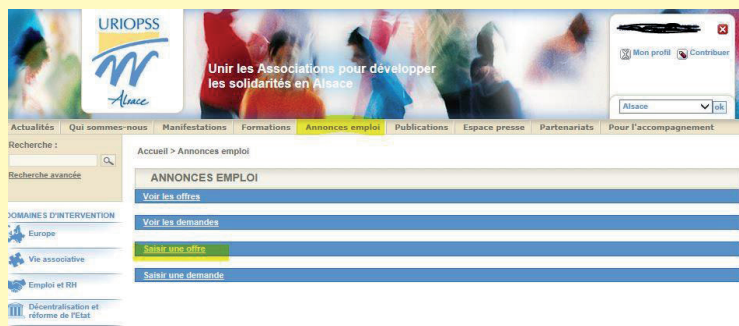 URIOPSS
Alsace
Unir les Associations pour développer
les solidarités en Alsace
Mon profil Contribuer
Alsace ok
Actualités Qui sommes-nous Manifestations Formations Annonces emploi Publications Espace presse Partenariats Pour l'accompagnement
Recherche :
Recherche avancée
Accueil > Annonces emploi
ANNONCES EMPLOI
Voir les offres
Voir les demandes
Saisir une offre
Saisir une demande
DOMAINES D'INTERVENTION
Europe
Vie associative
Emploi et RH
Décentralisation et
réforme de l'Etat